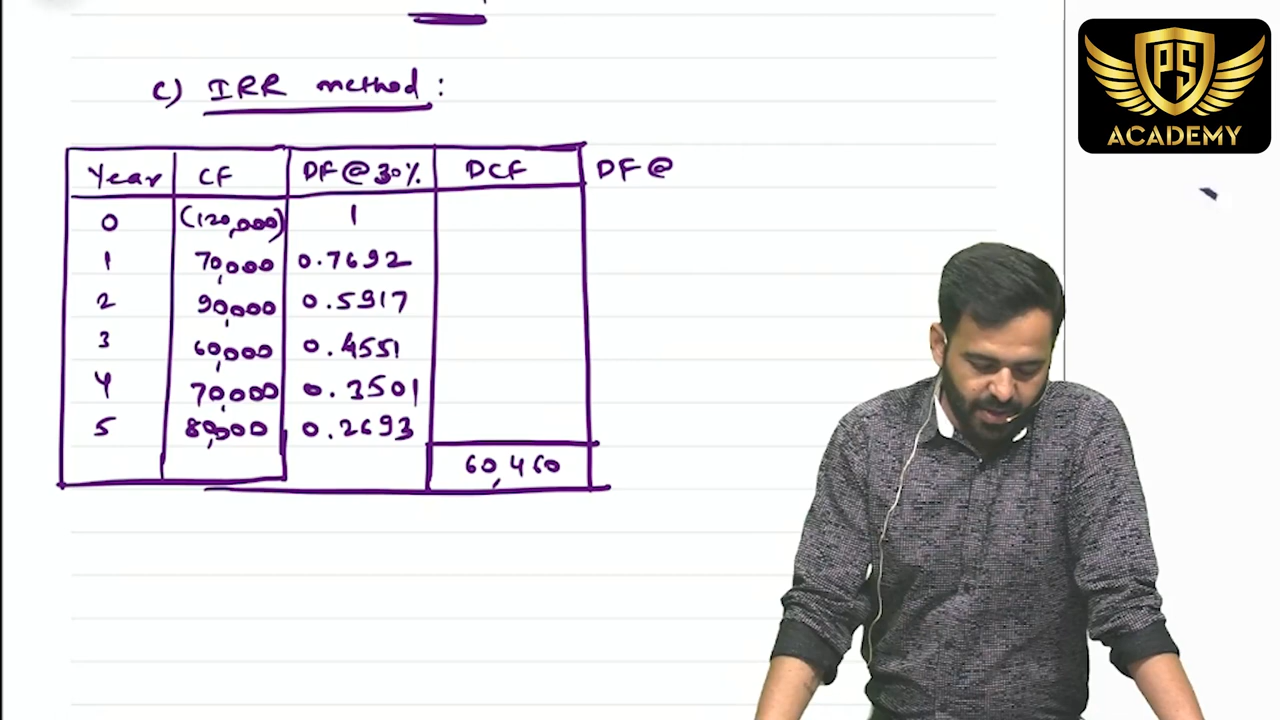 c) IRR method :
Year CF DF @ 30% DCF DF @
0 (120,000) 1
1 70,000 0.7692
2 90,000 0.5917
3 60,000 0.4551
4 70,000 0.3501
5 80,000 0.2693
60,460
PS
ACADEMY